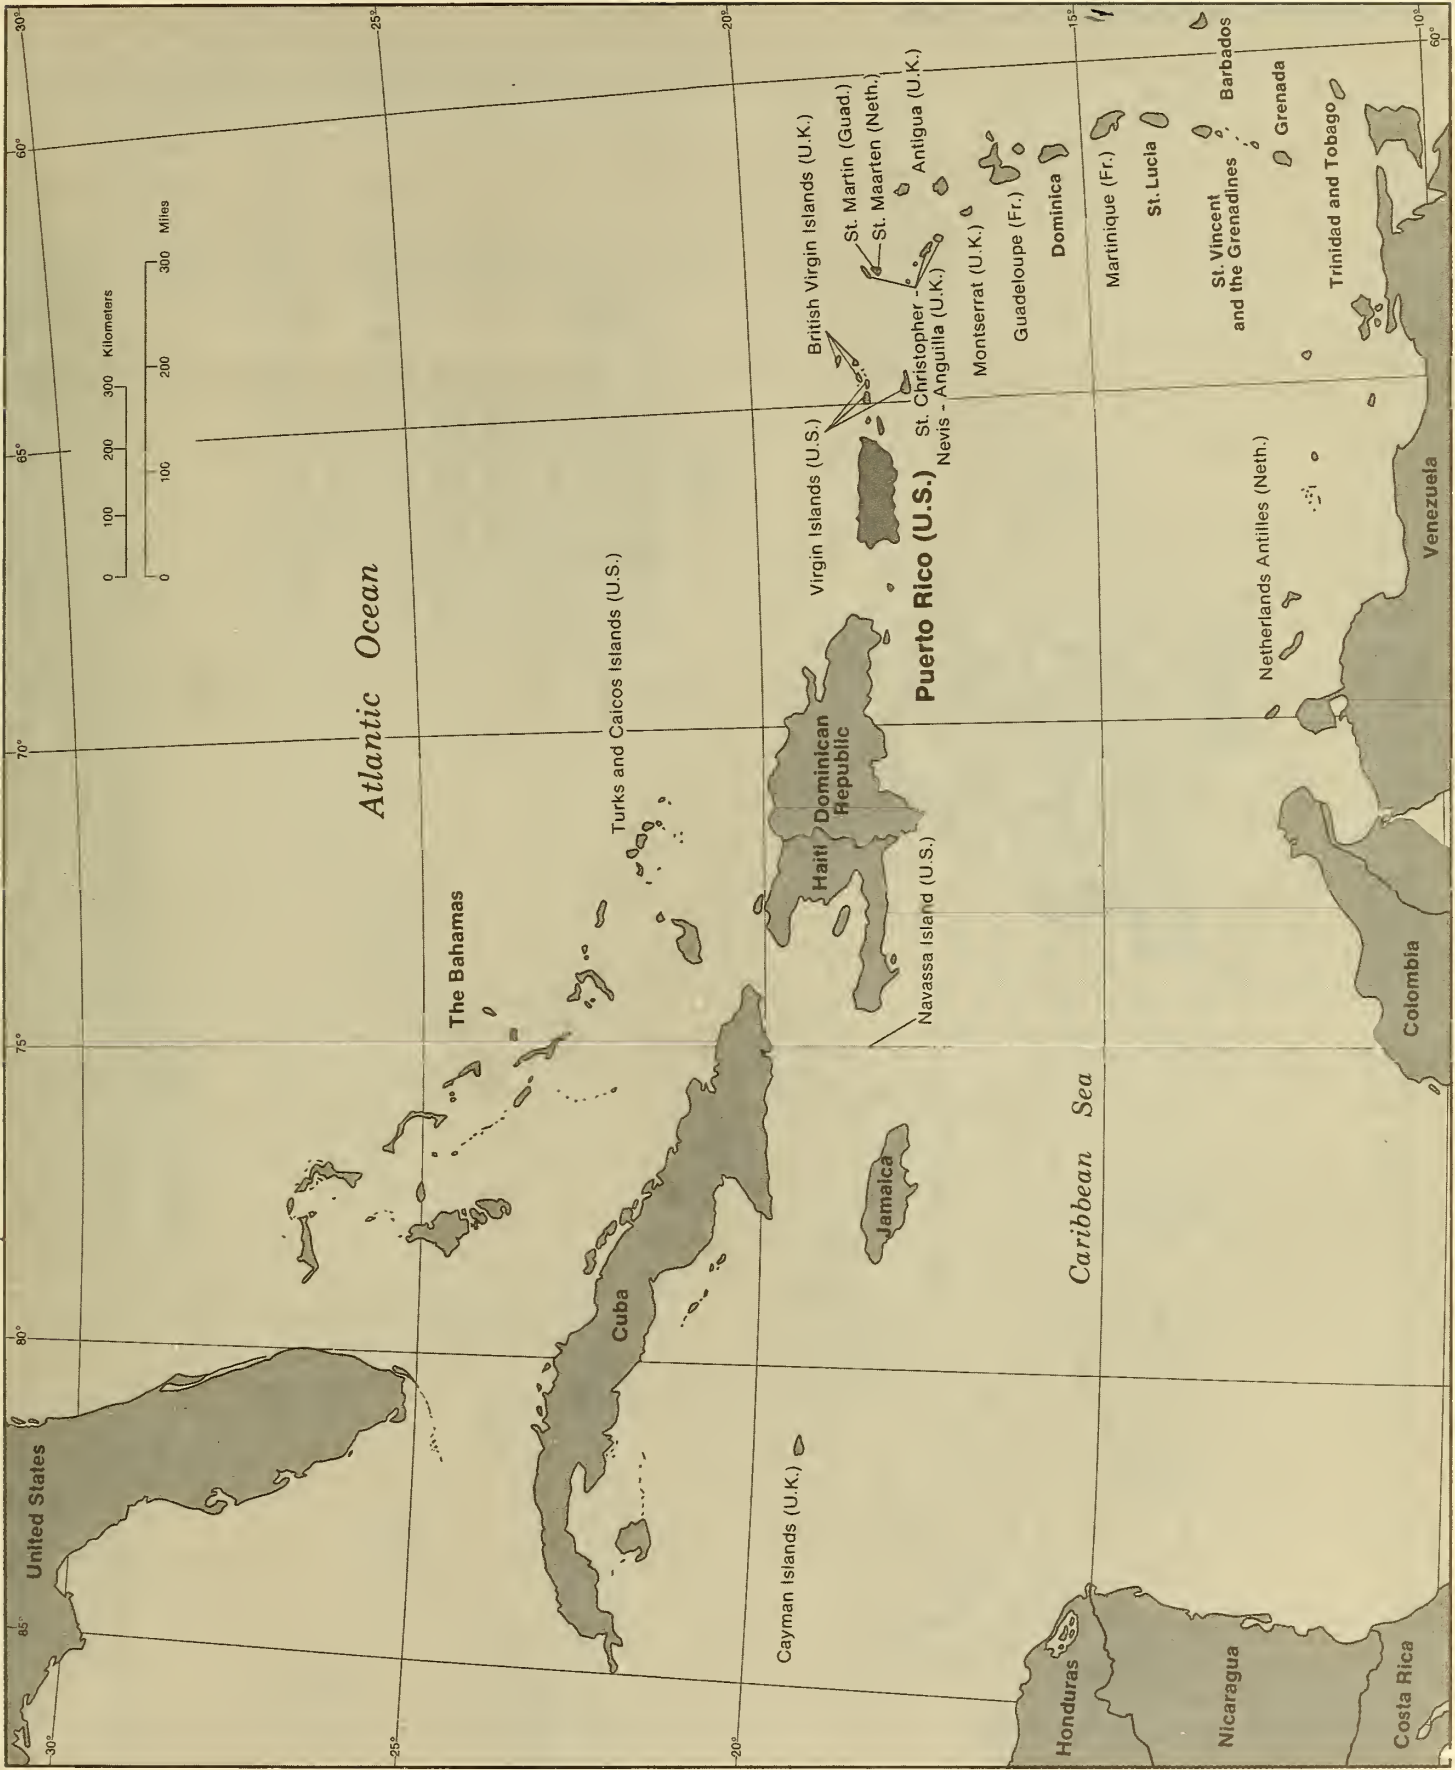 United States
Atlantic Ocean
The Bahamas
Turks and Caicos Islands (U.S.)
Cuba
Cayman Islands (U.K.)
Jamaica
Haiti
Dominican
Republic
Navassa Island (U.S.)
Puerto Rico (U.S.)
Virgin Islands (U.S.)
British Virgin Islands (U.K.)
St. Martin (Guad.)
St. Maarten (Neth.)
Antigua (U.K.)
St. Christopher -
Nevis - Anguilla (U.K.)
Montserrat (U.K.)
Guadeloupe (Fr.)
Dominica
Martinique (Fr.)
St. Lucia
St. Vincent
and the Grenadines
Barbados
Grenada
Trinidad and Tobago
Netherlands Antilles (Neth.)
Caribbean Sea
Honduras
Nicaragua
Costa Rica
Colombia
Venezuela
0 100 200 300 Kilometers
0 100 200 300 Miles
85° 80° 75° 70° 65° 60°
30° 30°
25° 25°
20° 20°
15°
10°
60°